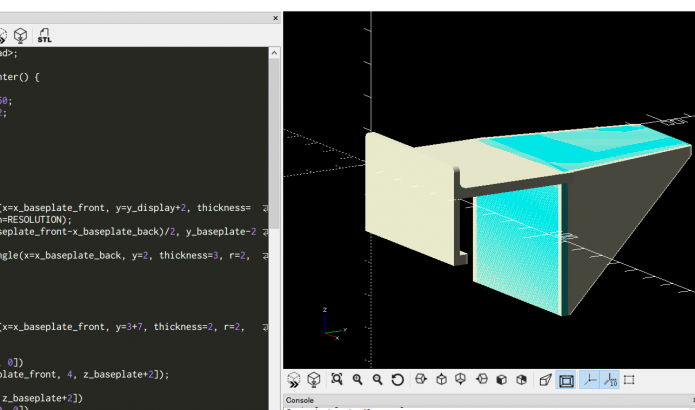 STL
ad>;
nter() {
50;
2;
(x=x_baseplate_front, y=y_display+2, thickness=
n=RESOLUTION);
seplate_front-x_baseplate_back)/2, y_baseplate-2
ngle(x=x_baseplate_back, y=2, thickness=3, r=2,
(x=x_baseplate_front, y=3+7, thickness=2, r=2,
0])
plate_front, 4, z_baseplate+2]);
z_baseplate+2])
z
y
x
Console